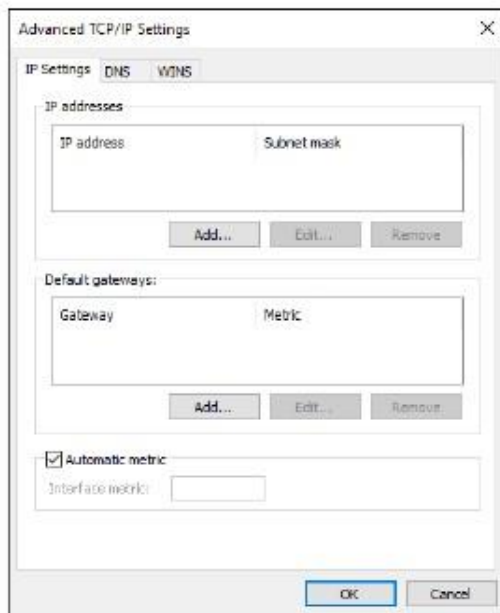 Advanced TCP/IP Settings
IP Settings DNS WINS
IP addresses
IP address Subnet mask
Add... Edit... Remove
Default gateways:
Gateway Metric
Add... Edit... Remove
Automatic metric
Interface metric:
OK Cancel